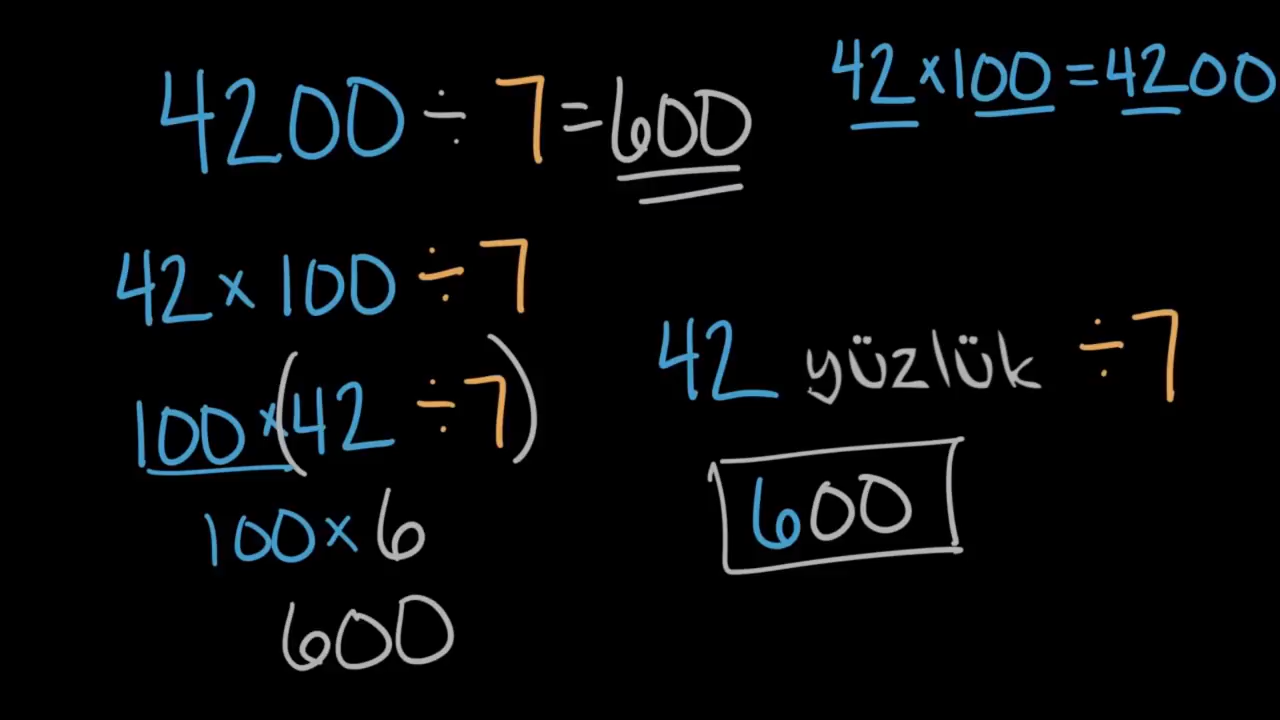 4200 ÷ 7 = 600
42 × 100 = 4200
42 × 100 ÷ 7
100 × (42 ÷ 7)
100 × 6
600
42 yüzlük ÷ 7
600